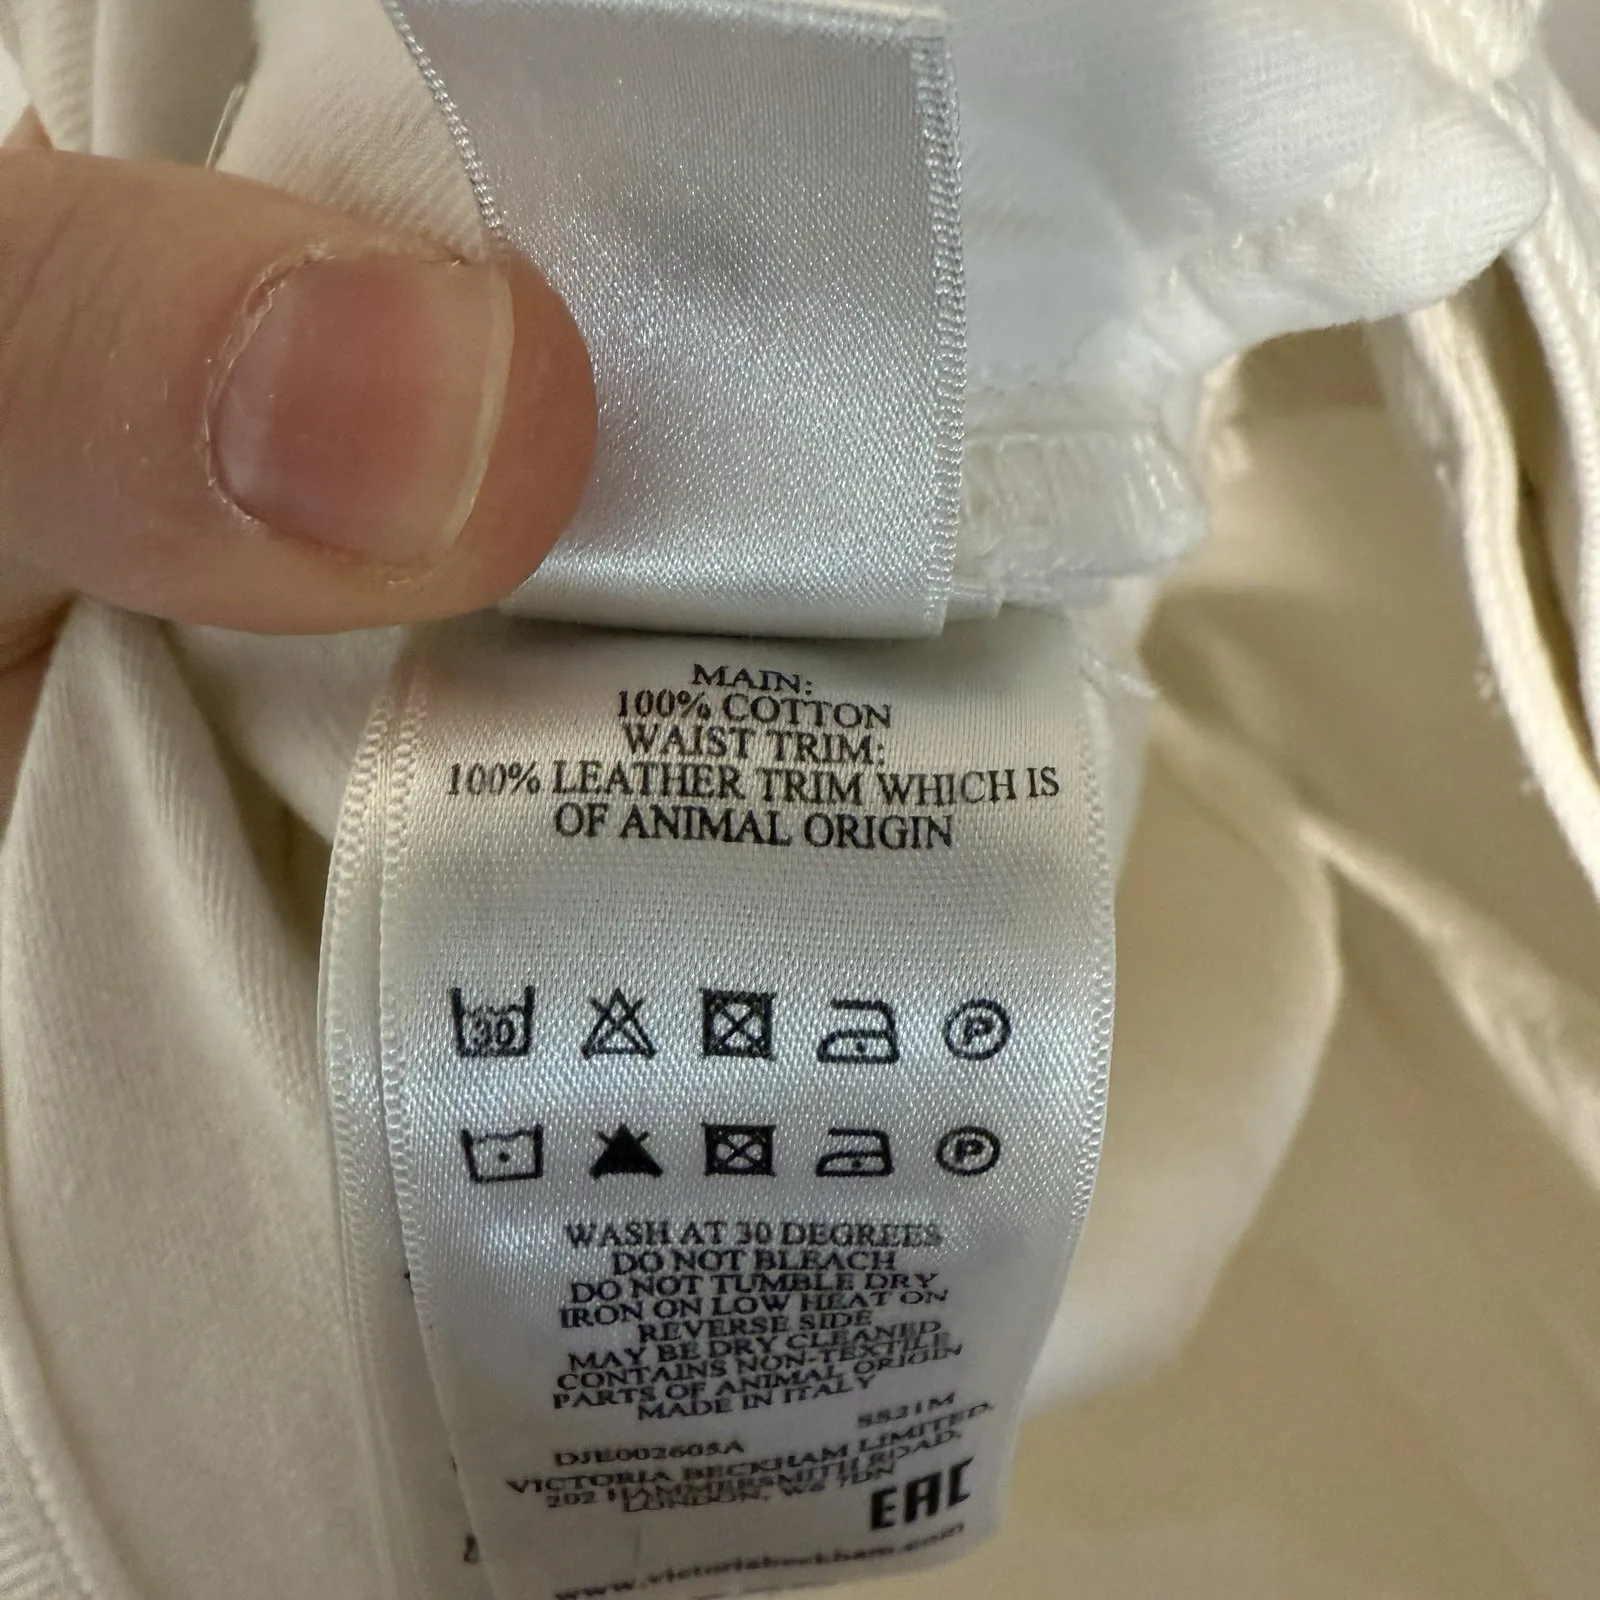 MAIN:
100% COTTON
WAIST TRIM:
100% LEATHER TRIM WHICH IS
OF ANIMAL ORIGIN
30
P
P
WASH AT 30 DEGREES
DO NOT BLEACH
DO NOT TUMBLE DRY
IRON ON LOW HEAT ON
REVERSE SIDE
MAY BE DRY CLEANED
CONTAINS NON-TEXTILE
PARTS OF ANIMAL ORIGIN
MADE IN ITALY
SS21M
DJE002605A
VICTORIA BECKHAM LIMITED.
202 HAMMERSMITH ROAD,
LONDON, W6 7DN
EAC
www.victoriabeckham.com